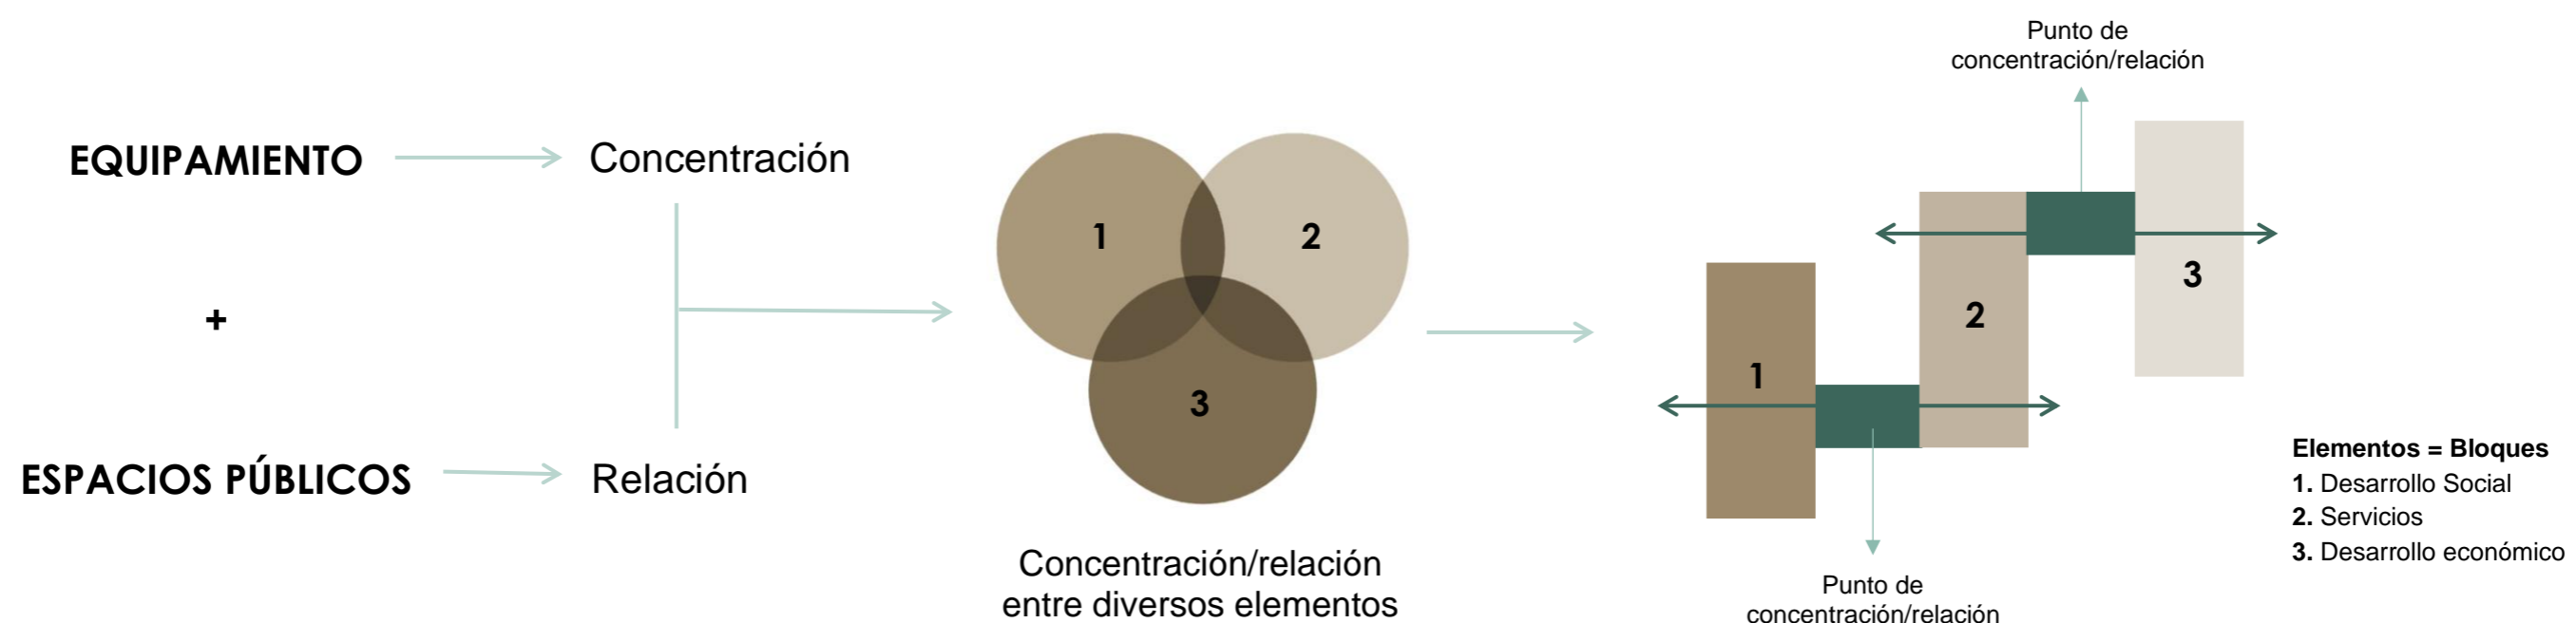 EQUIPAMIENTO
Concentración
+
ESPACIOS PÚBLICOS
Relación
1
2
3
Concentración/relación
entre diversos elementos
Punto de
concentración/relación
1
2
3
Punto de
concentración/relación
Elementos = Bloques
1. Desarrollo Social
2. Servicios
3. Desarrollo económico